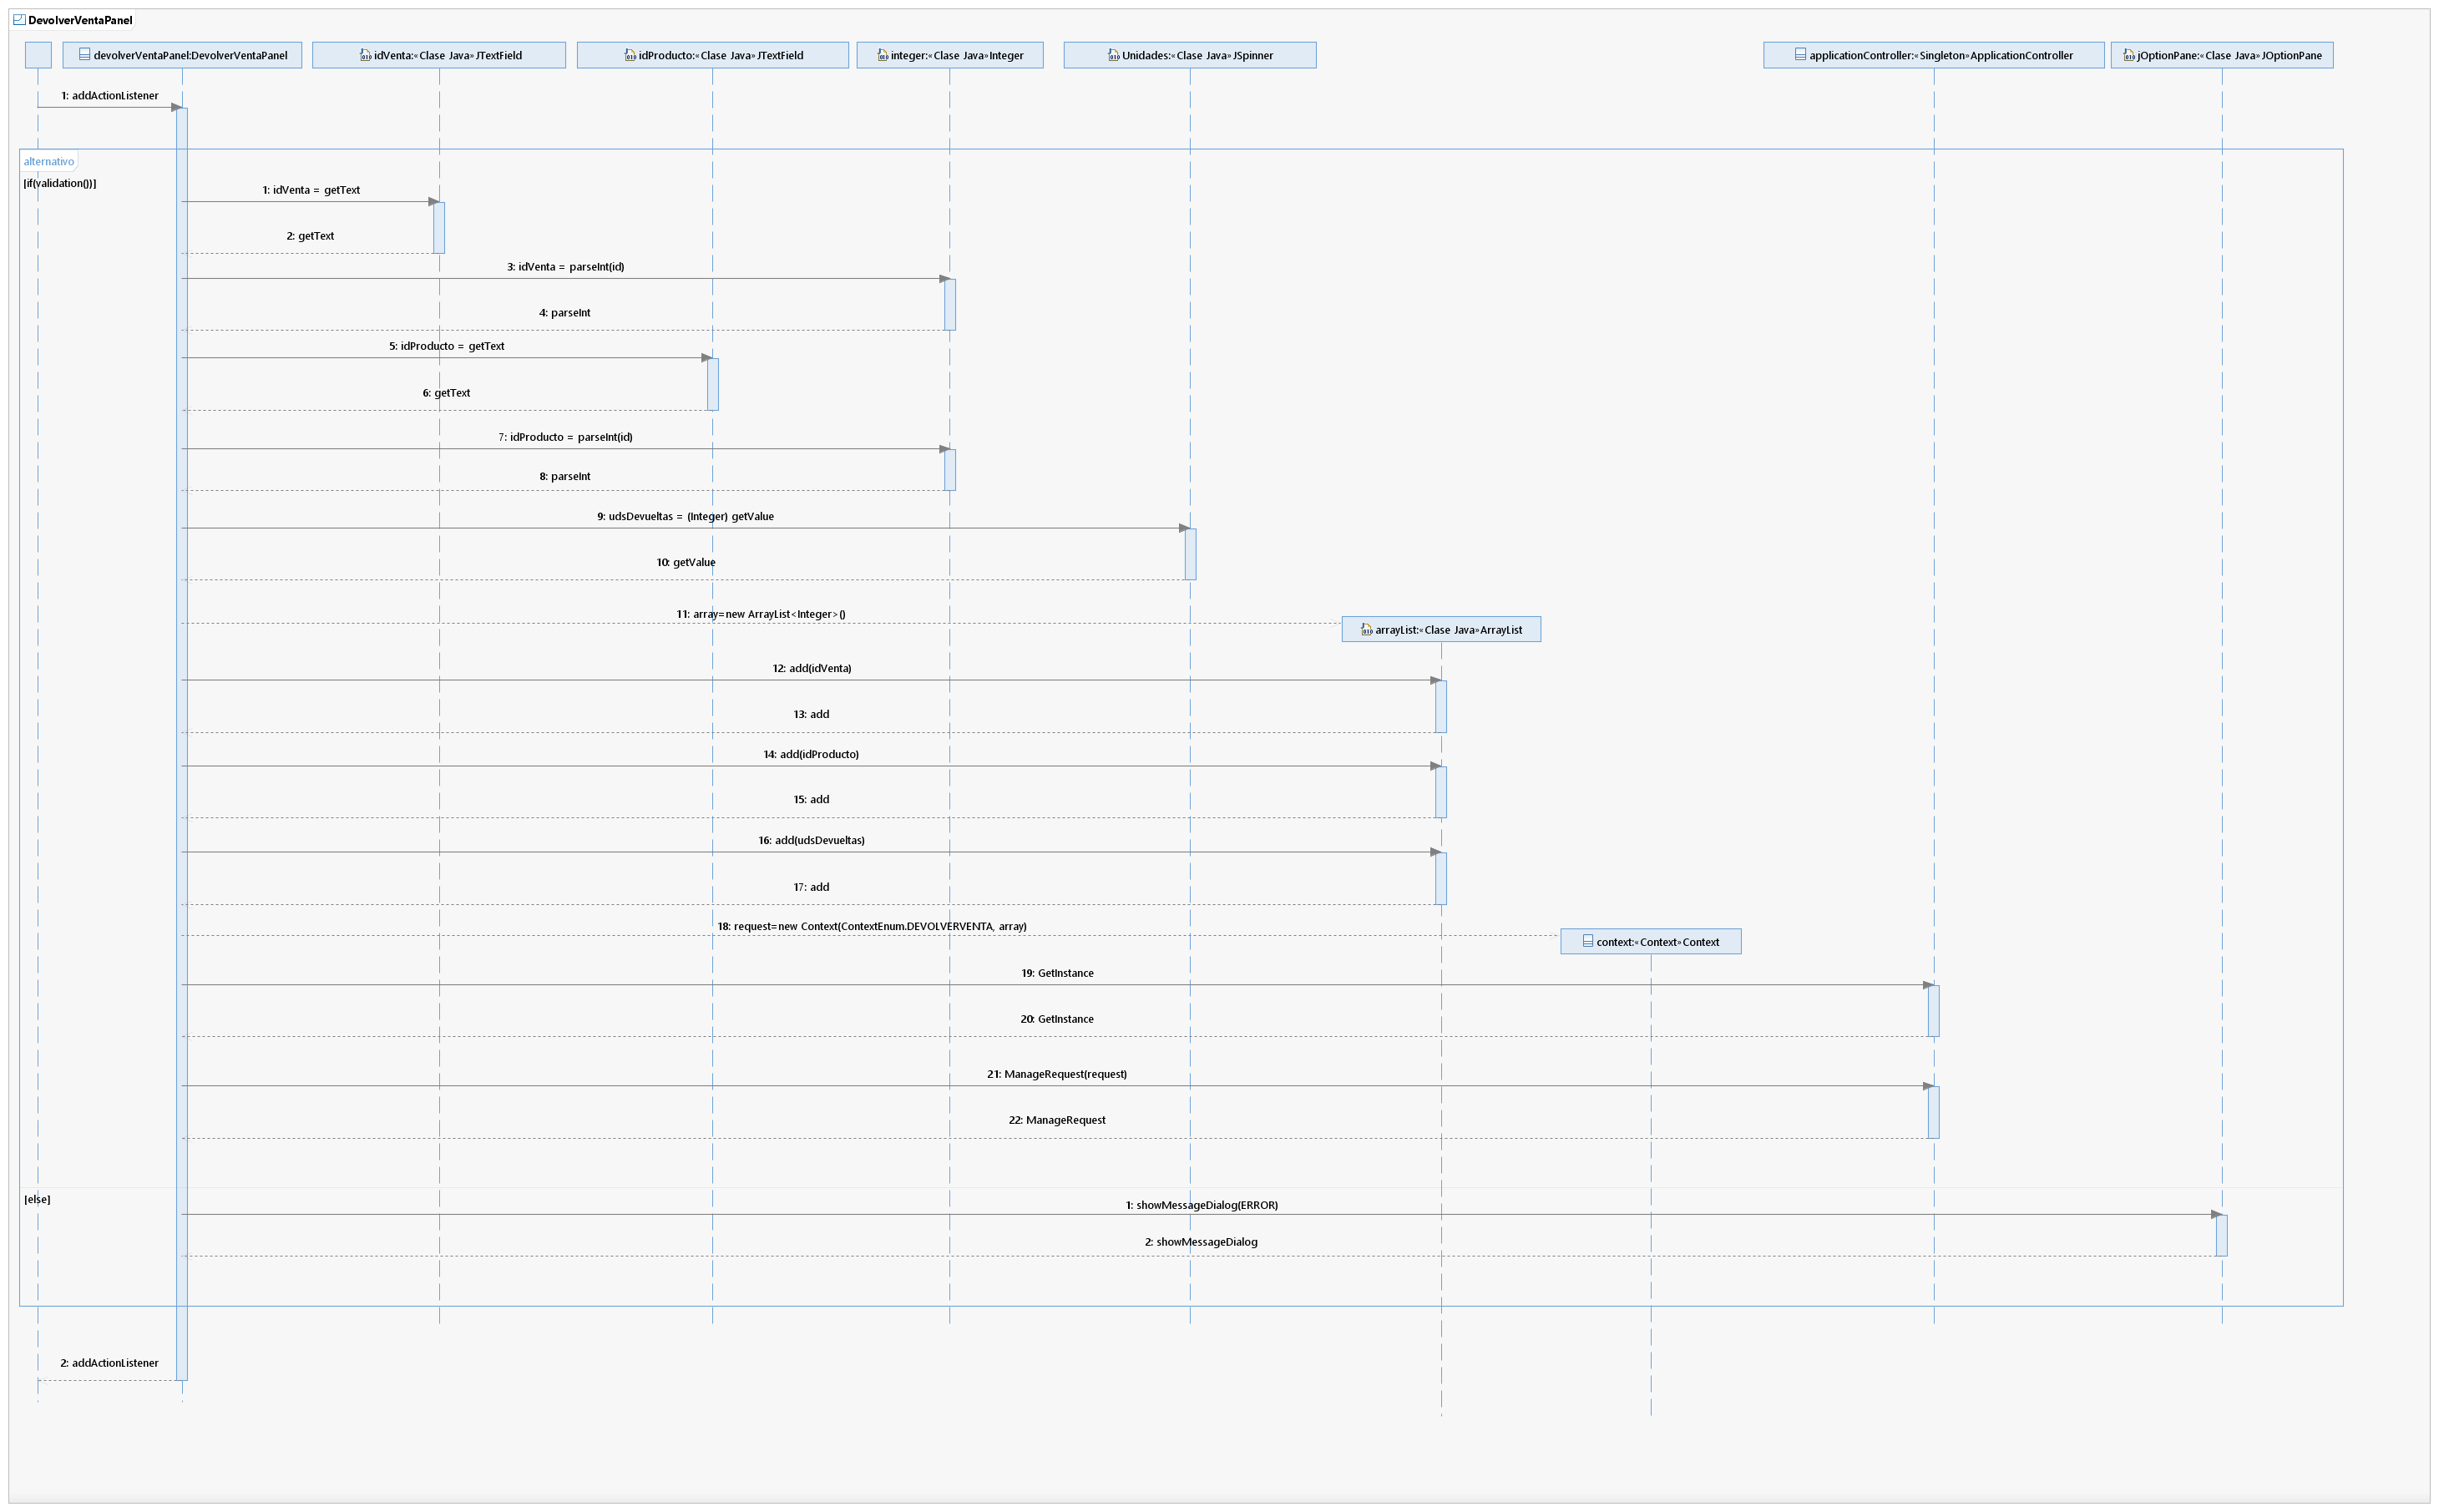 DevolverVentaPanel
devolverVentaPanel:DevolverVentaPanel
idVenta:«Clase Java»JTextField
idProducto:«Clase Java»JTextField
integer:«Clase Java»Integer
Unidades:«Clase Java»JSpinner
applicationController:«Singleton»ApplicationController
jOptionPane:«Clase Java»JOptionPane
1: addActionListener
alternativo
[if(validation())]
1: idVenta = getText
2: getText
3: idVenta = parseInt(id)
4: parseInt
5: idProducto = getText
6: getText
7: idProducto = parseInt(id)
8: parseInt
9: udsDevueltas = (Integer) getValue
10: getValue
11: array=new ArrayList<Integer>()
arrayList:«Clase Java»ArrayList
12: add(idVenta)
13: add
14: add(idProducto)
15: add
16: add(udsDevueltas)
17: add
18: request=new Context(ContextEnum.DEVOLVERVENTA, array)
context:«Context»Context
19: GetInstance
20: GetInstance
21: ManageRequest(request)
22: ManageRequest
[else]
1: showMessageDialog(ERROR)
2: showMessageDialog
2: addActionListener